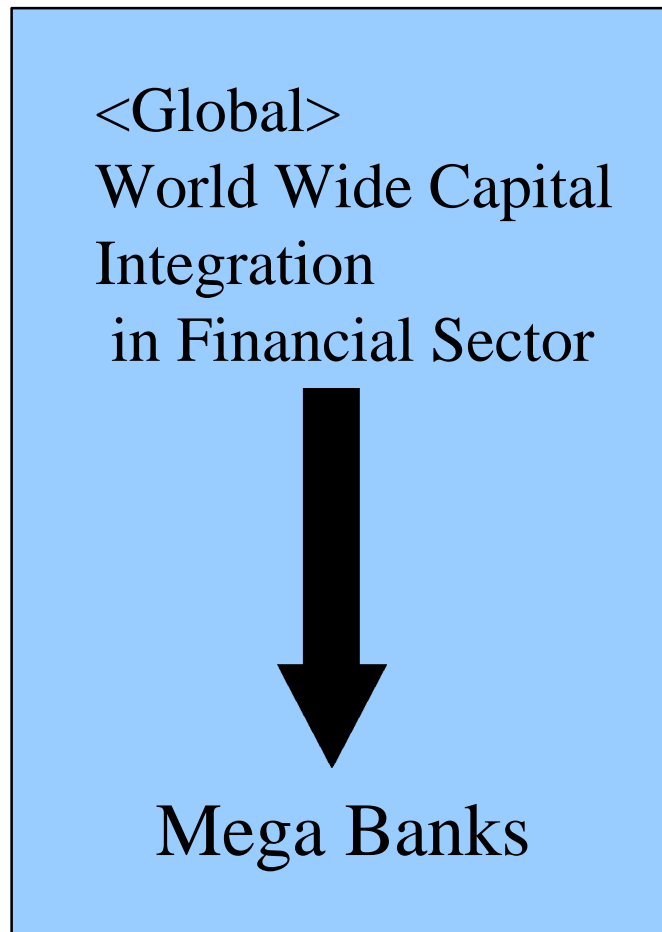 <Global>
World Wide Capital
Integration
in Financial Sector
Mega Banks